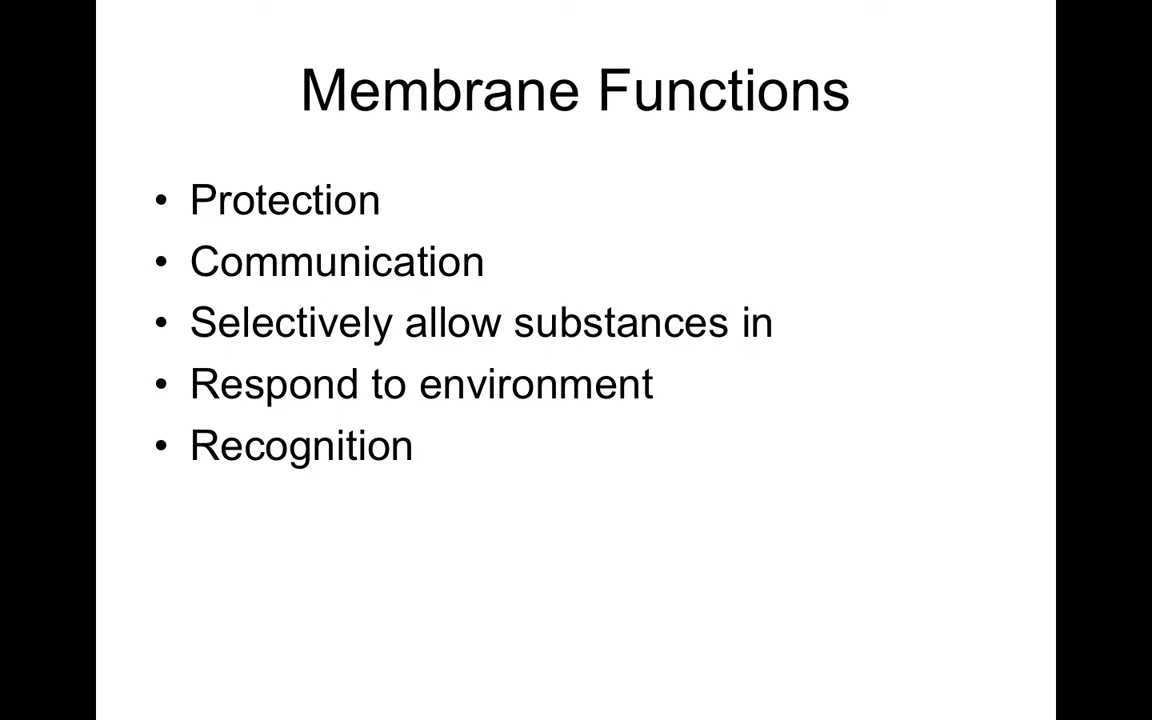 Membrane Functions
• Protection
• Communication
• Selectively allow substances in
• Respond to environment
• Recognition